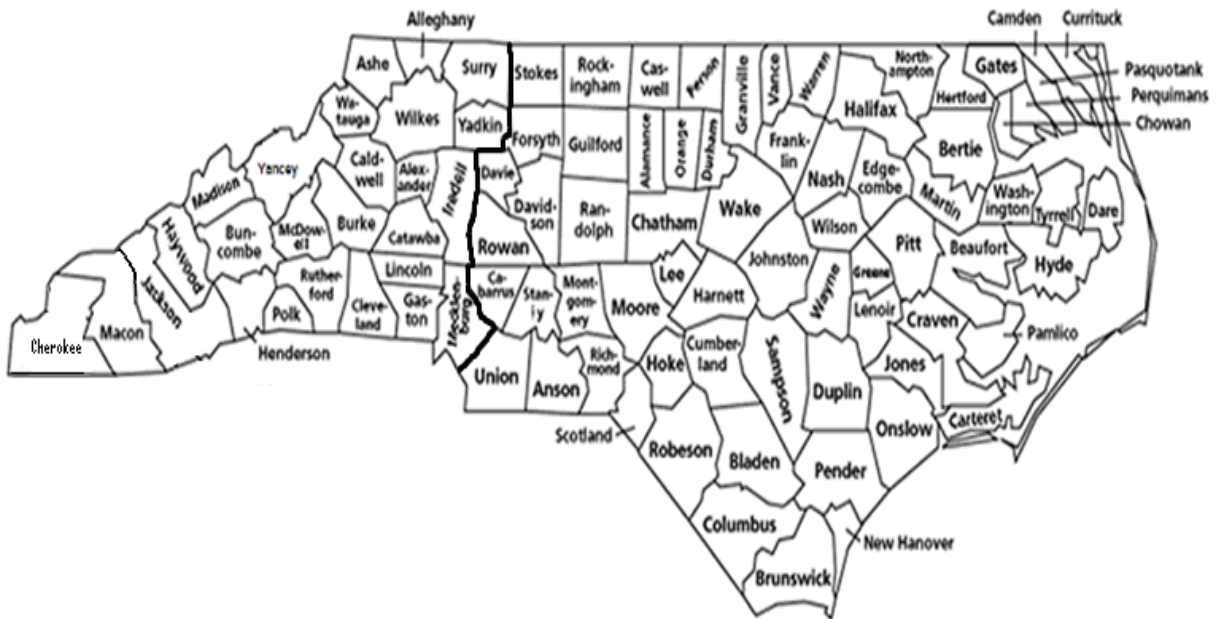 Alleghany
Camden
Currituck
Ashe
Surry
Stokes
Rock-
ingham
Cas-
well
Person
Granville
Vance
Warren
North-
ampton
Gates
Pasquotank
Perquimans
Chowan
Hertford
Halifax
Wa-
tauga
Wilkes
Yadkin
Forsyth
Guilford
Alamance
Orange
Durham
Frank-
lin
Bertie
Yancey
Cald-
well
Alex-
ander
Iredell
Davie
Nash
Edge-
combe
Madison
Martin
Wash-
ington
Tyrrell
Dare
David-
son
Ran-
dolph
Chatham
Wake
Wilson
Haywood
Bun-
combe
McDow-
ell
Burke
Catawba
Rowan
Johnston
Pitt
Beaufort
Hyde
Lincoln
Lee
Greene
Jackson
Ruther-
ford
Ca-
barrus
Stan-
ly
Mont-
gom-
ery
Moore
Harnett
Wayne
Lenoir
Craven
Pamlico
Polk
Cleve-
land
Gas-
ton
Mecklen-
burg
Macon
Cherokee
Henderson
Union
Anson
Rich-
mond
Hoke
Cumber-
land
Sampson
Duplin
Jones
Carteret
Onslow
Scotland
Robeson
Bladen
Pender
Columbus
New Hanover
Brunswick